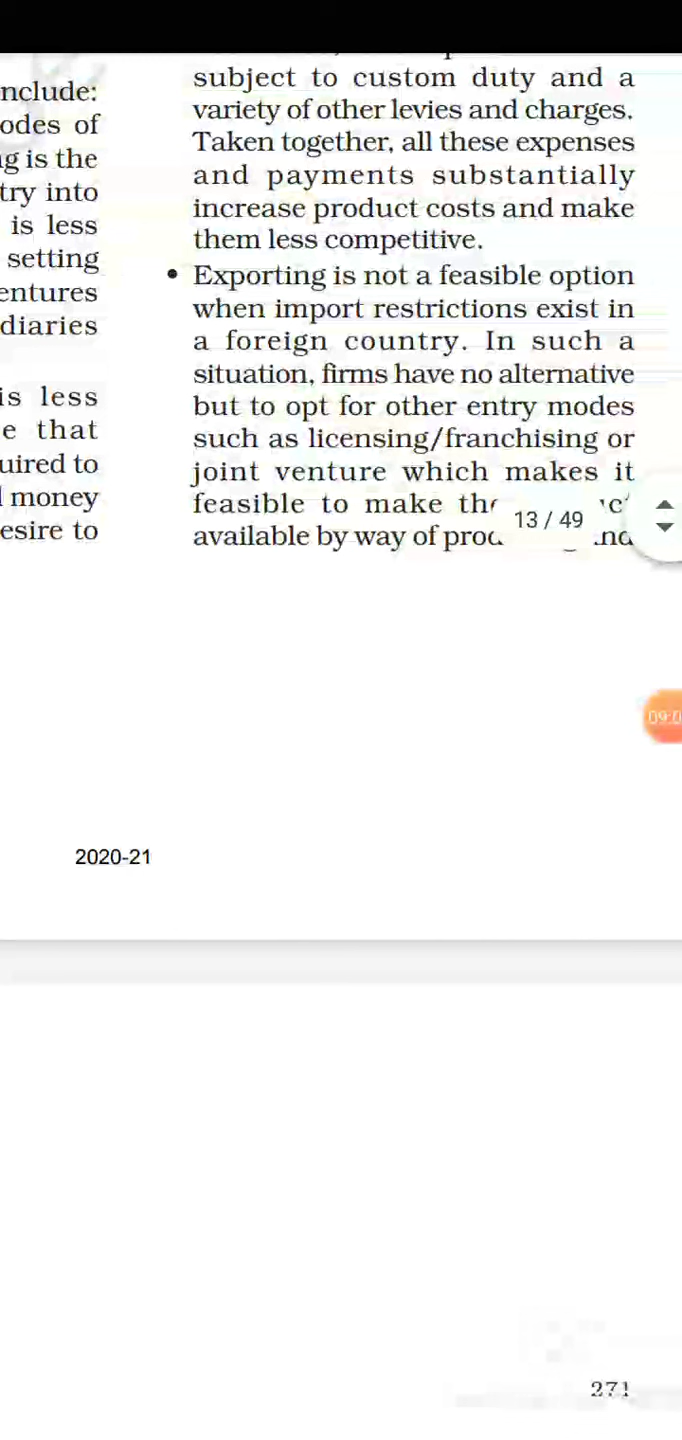 nclude:
odes of
g is the
try into
is less
setting
entures
diaries
is less
e that
uired to
money
esire to
subject to custom duty and a
variety of other levies and charges.
Taken together, all these expenses
and payments substantially
increase product costs and make
them less competitive.
• Exporting is not a feasible option
when import restrictions exist in
a foreign country. In such a
situation, firms have no alternative
but to opt for other entry modes
such as licensing/franchising or
joint venture which makes it
feasible to make the
available by way of
13 / 49
09:0
2020-21
271